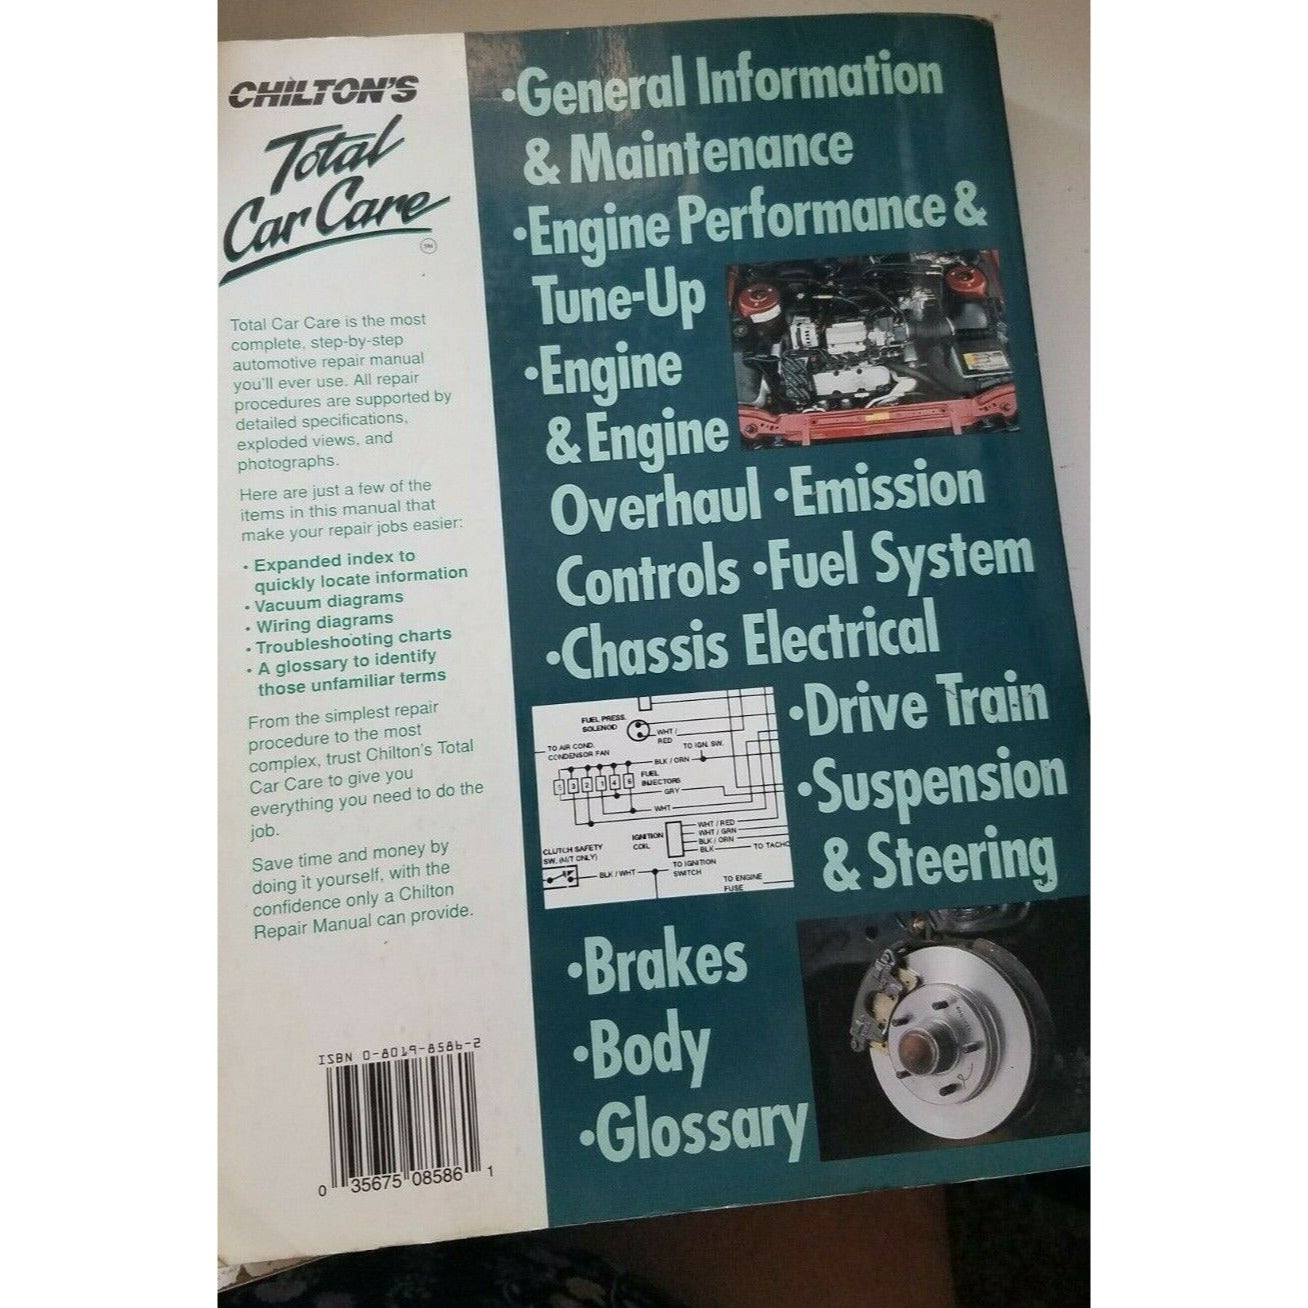 CHILTON'S
Total
Car Care
SM
Total Car Care is the most
complete, step-by-step
automotive repair manual
you'll ever use. All repair
procedures are supported by
detailed specifications,
exploded views, and
photographs.
Here are just a few of the
items in this manual that
make your repair jobs easier:
• Expanded index to
quickly locate information
• Vacuum diagrams
• Wiring diagrams
• Troubleshooting charts
• A glossary to identify
those unfamiliar terms
From the simplest repair
procedure to the most
complex, trust Chilton's Total
Car Care to give you
everything you need to do the
job.
Save time and money by
doing it yourself, with the
confidence only a Chilton
Repair Manual can provide.
ISBN 0-8019-8586-2
0 35675 08586 1
•General Information
& Maintenance
•Engine Performance &
Tune-Up
•Engine
& Engine
Overhaul •Emission
Controls •Fuel System
•Chassis Electrical
•Drive Train
•Suspension
& Steering
FUEL PRESS.
SOLENOID
WHT /
RED
TO AIR COND.
CONDENSOR FAN
TO IGN. SW.
BLK / ORN
FUEL
INJECTORS
GRY
WHT
IGNITION
COIL
WHT / RED
WHT / GRN
BLK / ORN
BLK
TO TACHO
CLUTCH SAFETY
SW. (M/T ONLY)
BLK / WHT
TO IGNITION
SWITCH
TO ENGINE
FUSE
•Brakes
•Body
•Glossary